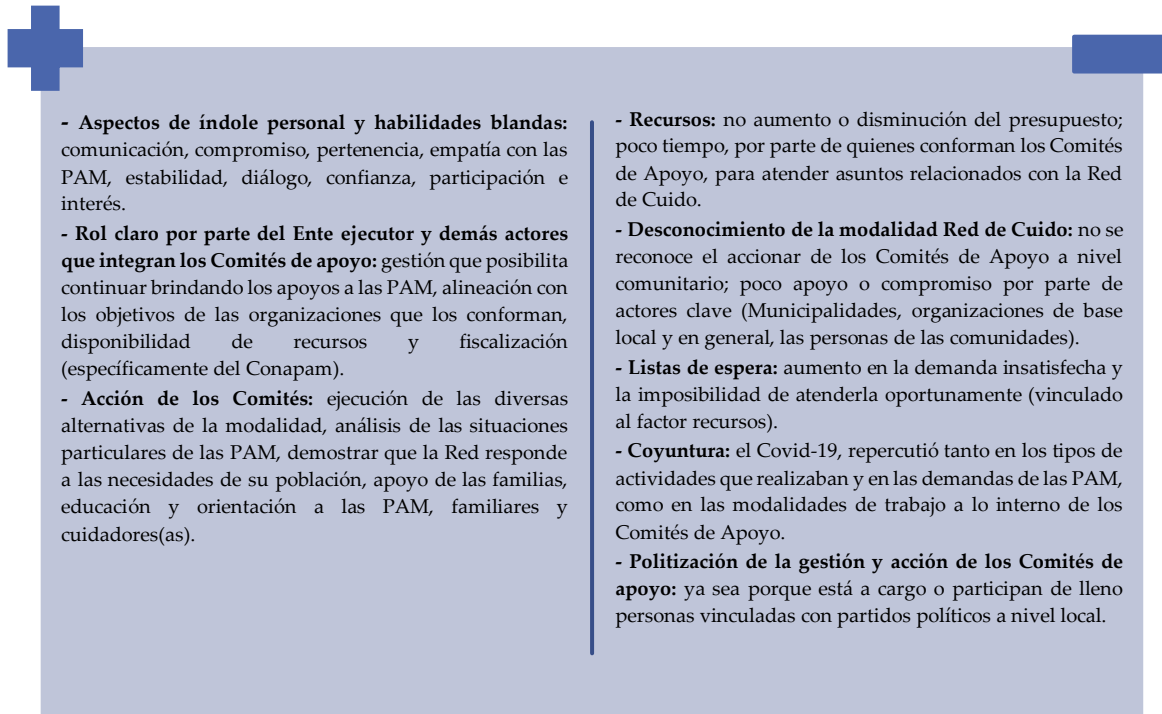 - Aspectos de índole personal y habilidades blandas:
comunicación, compromiso, pertenencia, empatía con las
PAM, estabilidad, diálogo, confianza, participación e
interés.
- Rol claro por parte del Ente ejecutor y demás actores
que integran los Comités de apoyo: gestión que posibilita
continuar brindando los apoyos a las PAM, alineación con
los objetivos de las organizaciones que los conforman,
disponibilidad de recursos y fiscalización
(específicamente del Conapam).
- Acción de los Comités: ejecución de las diversas
alternativas de la modalidad, análisis de las situaciones
particulares de las PAM, demostrar que la Red responde
a las necesidades de su población, apoyo de las familias,
educación y orientación a las PAM, familiares y
cuidadores(as).
- Recursos: no aumento o disminución del presupuesto;
poco tiempo, por parte de quienes conforman los Comités
de Apoyo, para atender asuntos relacionados con la Red
de Cuido.
- Desconocimiento de la modalidad Red de Cuido: no se
reconoce el accionar de los Comités de Apoyo a nivel
comunitario; poco apoyo o compromiso por parte de
actores clave (Municipalidades, organizaciones de base
local y en general, las personas de las comunidades).
- Listas de espera: aumento en la demanda insatisfecha y
la imposibilidad de atenderla oportunamente (vinculado
al factor recursos).
- Coyuntura: el Covid-19, repercutió tanto en los tipos de
actividades que realizaban y en las demandas de las PAM,
como en las modalidades de trabajo a lo interno de los
Comités de Apoyo.
- Politización de la gestión y acción de los Comités de
apoyo: ya sea porque está a cargo o participan de lleno
personas vinculadas con partidos políticos a nivel local.